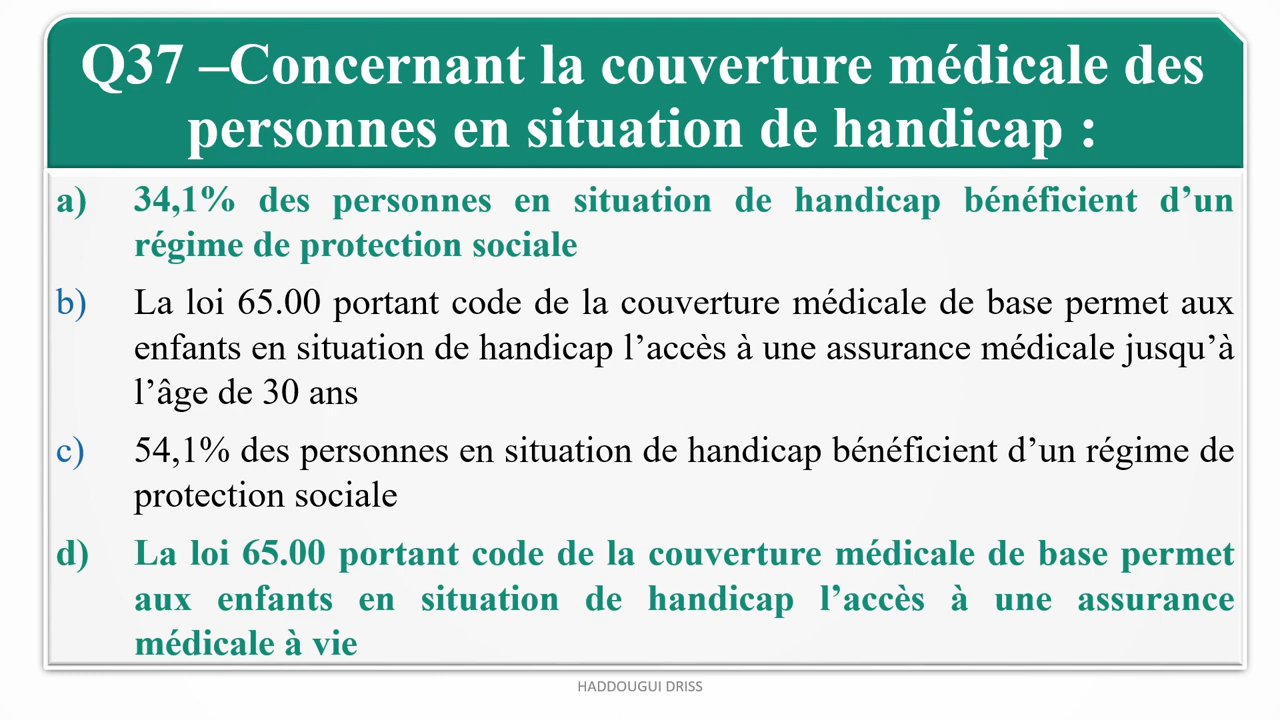 Q37 –Concernant la couverture médicale des
personnes en situation de handicap :
a) 34,1% des personnes en situation de handicap bénéficient d’un
régime de protection sociale
b) La loi 65.00 portant code de la couverture médicale de base permet aux
enfants en situation de handicap l’accès à une assurance médicale jusqu’à
l’âge de 30 ans
c) 54,1% des personnes en situation de handicap bénéficient d’un régime de
protection sociale
d) La loi 65.00 portant code de la couverture médicale de base permet
aux enfants en situation de handicap l’accès à une assurance
médicale à vie
HADDOUGUI DRISS